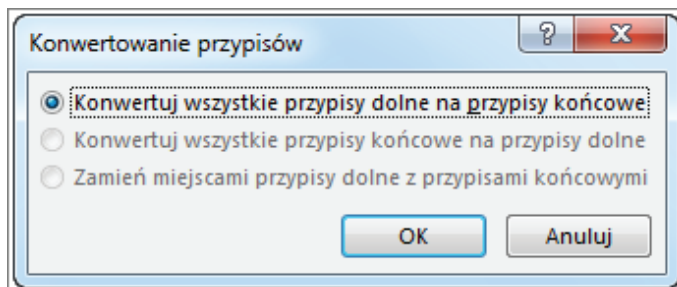 Konwertowanie przypisów
Konwertuj wszystkie przypisy dolne na przypisy końcowe
Konwertuj wszystkie przypisy końcowe na przypisy dolne
Zamień miejscami przypisy dolne z przypisami końcowymi
OK Anuluj